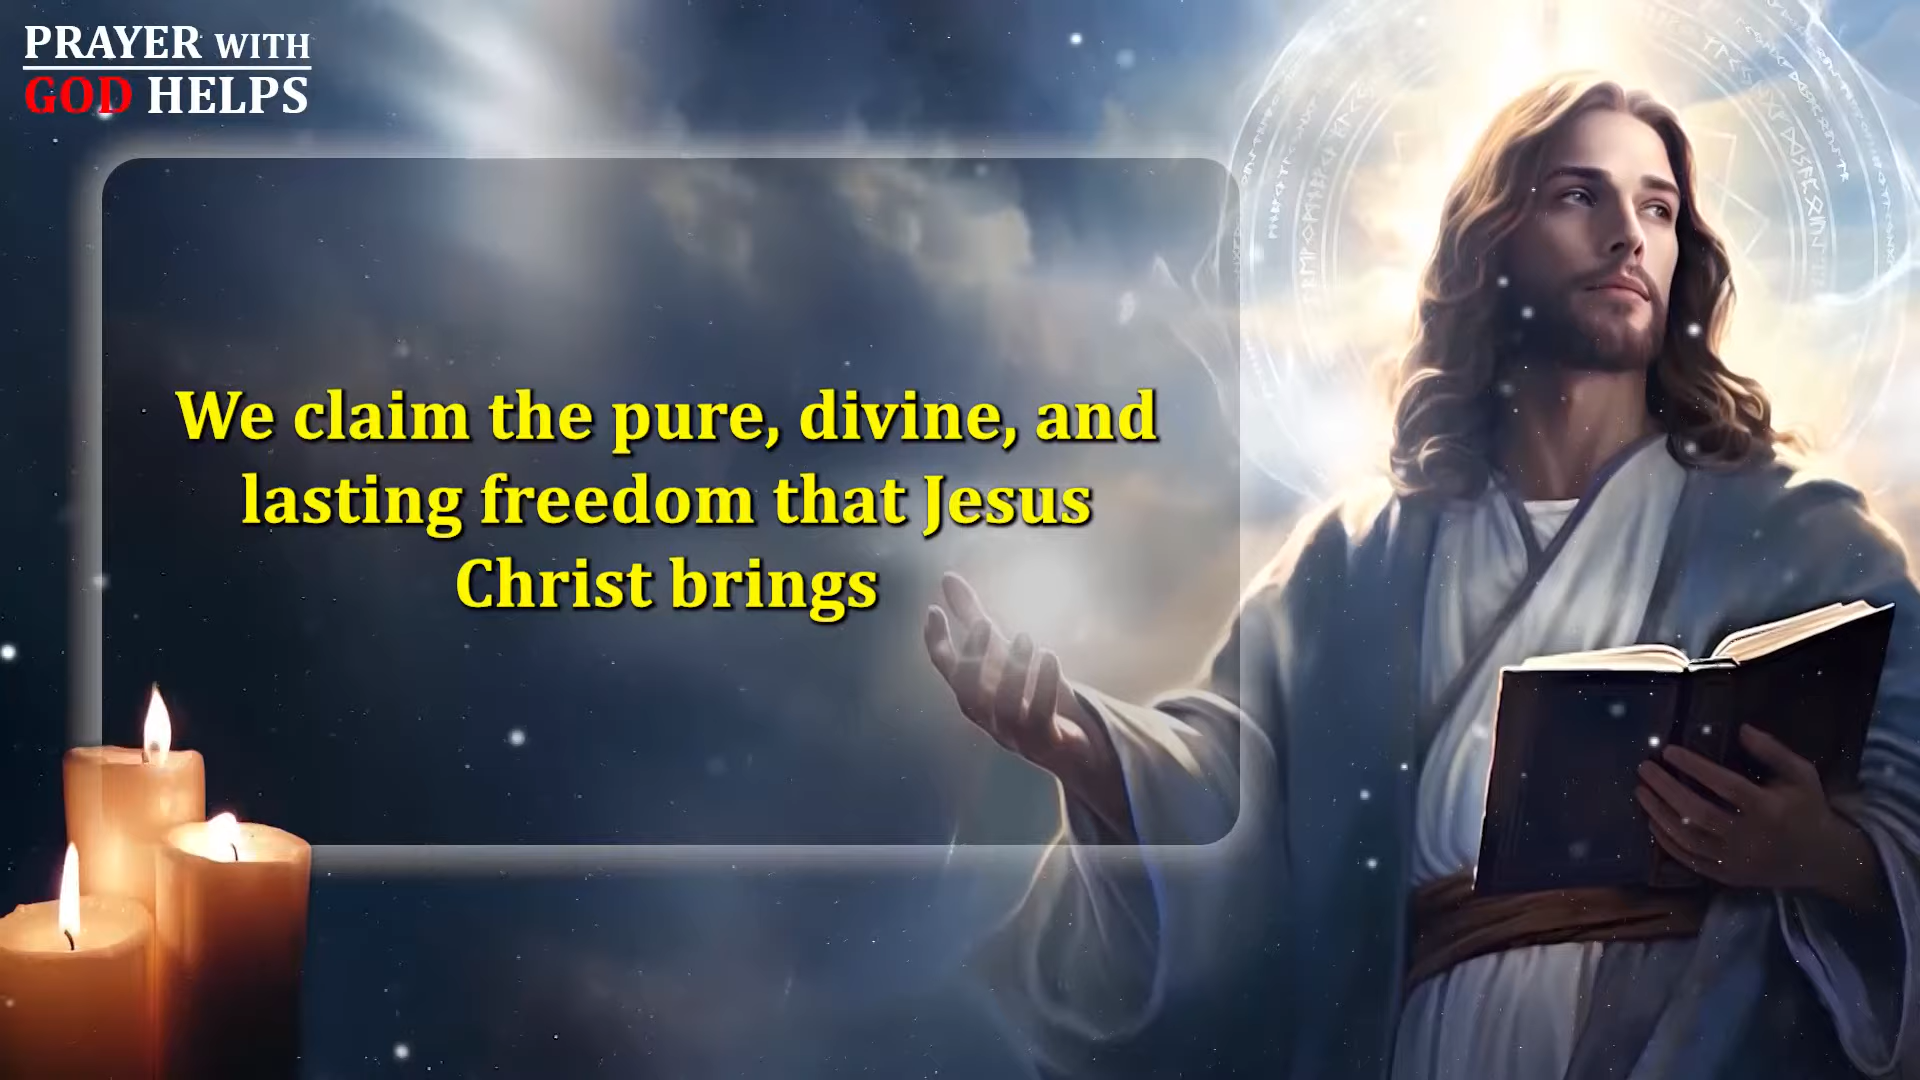 PRAYER WITH
GOD HELPS
We claim the pure, divine, and
lasting freedom that Jesus
Christ brings